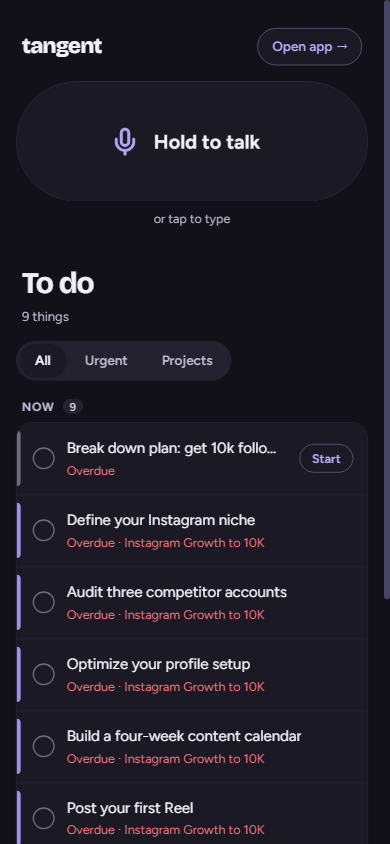 tangent
Open app →
Hold to talk
or tap to type
To do
9 things
All Urgent Projects
NOW 9
Break down plan: get 10k follo...
Overdue
Start
Define your Instagram niche
Overdue · Instagram Growth to 10K
Audit three competitor accounts
Overdue · Instagram Growth to 10K
Optimize your profile setup
Overdue · Instagram Growth to 10K
Build a four-week content calendar
Overdue · Instagram Growth to 10K
Post your first Reel
Overdue · Instagram Growth to 10K